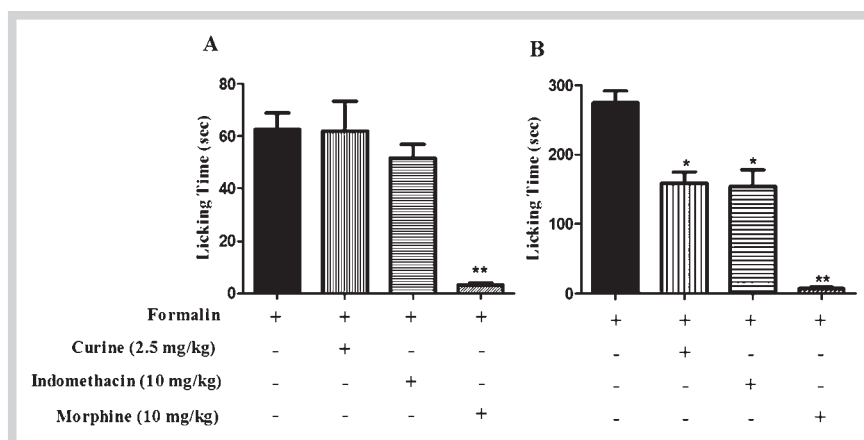 A
B
80
60
40
20
0
Licking Time (sec)
**
300
200
100
0
Licking Time (sec)
*
*
**
Formalin + + + + + + + +
Curine (2.5 mg/kg) - + - - - + - -
Indomethacin (10 mg/kg) - - + - - - + -
Morphine (10 mg/kg) - - - + - - - +